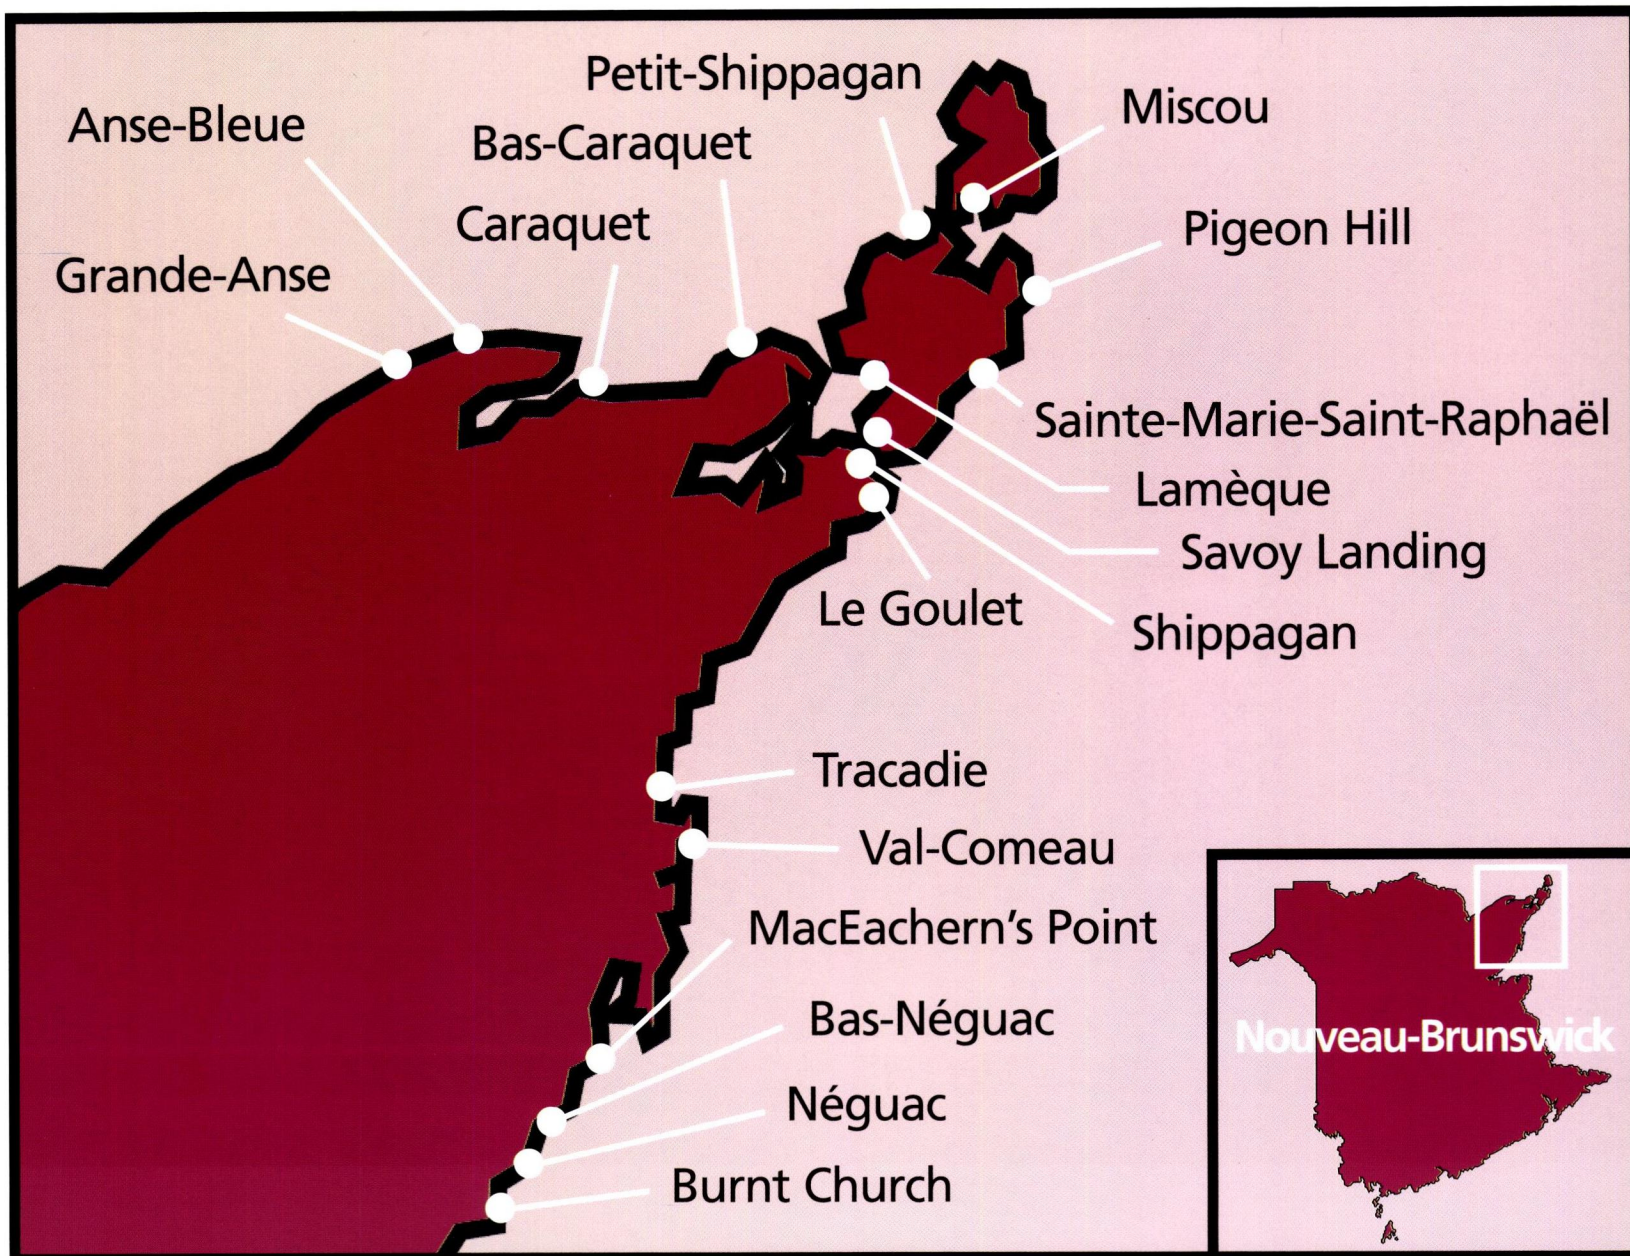 Petit-Shippagan
Miscou
Anse-Bleue
Bas-Caraquet
Caraquet
Pigeon Hill
Grande-Anse
Sainte-Marie-Saint-Raphaël
Lamèque
Savoy Landing
Le Goulet
Shippagan
Tracadie
Val-Comeau
MacEachern's Point
Bas-Néguac
Nouveau-Brunswick
Néguac
Burnt Church